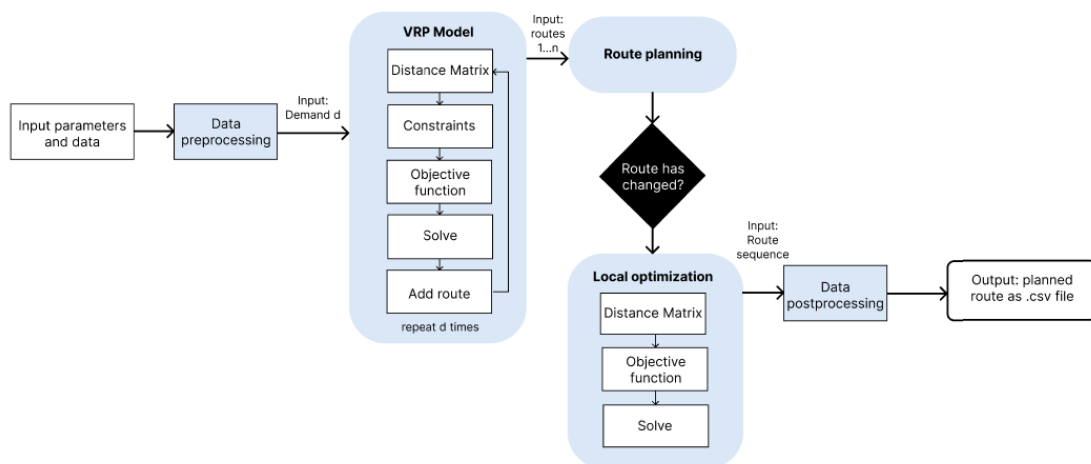 Input parameters
and data
Data
preprocessing
Input:
Demand d
VRP Model
Distance Matrix
Constraints
Objective
function
Solve
Add route
repeat d times
Input:
routes
1...n
Route planning
Route has
changed?
Local optimization
Distance Matrix
Objective
function
Solve
Input:
Route
sequence
Data
postprocessing
Output: planned
route as .csv file